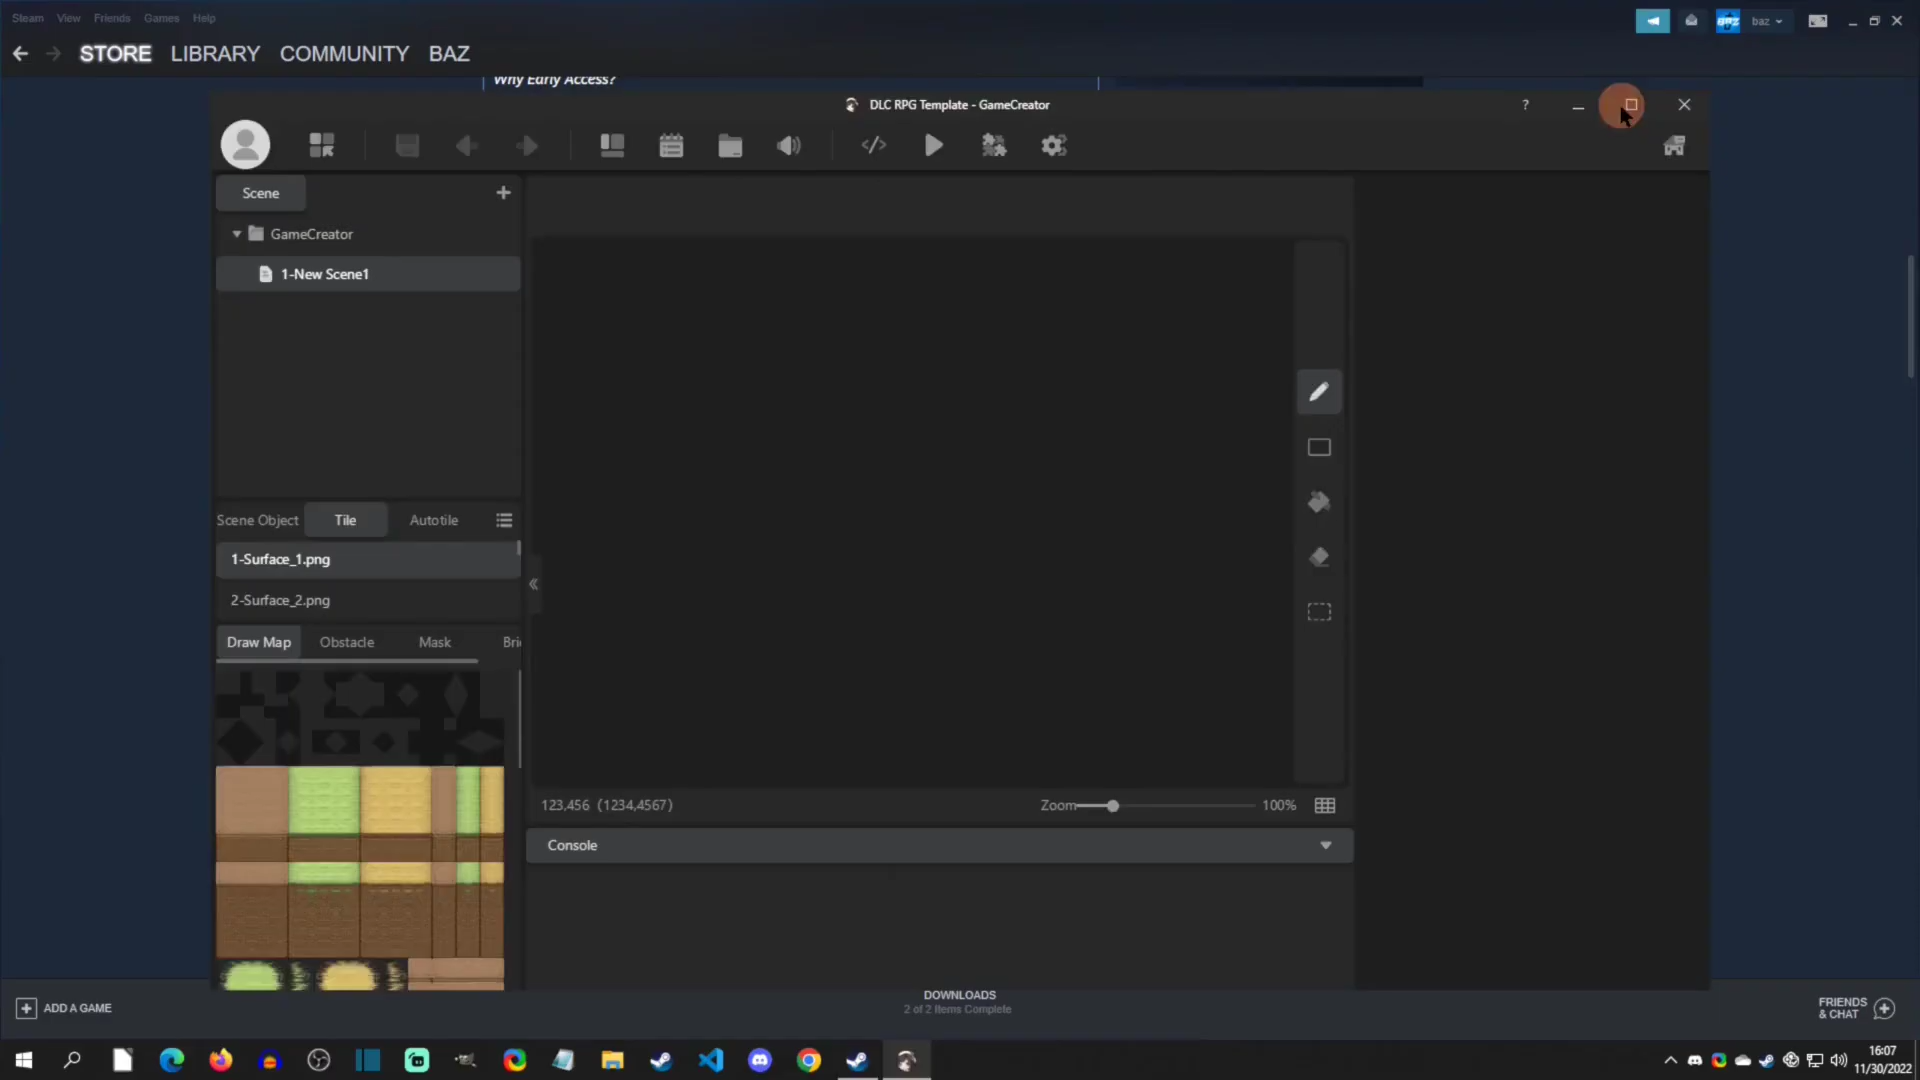 Steam View Friends Games Help
baz
STORE LIBRARY COMMUNITY BAZ
Why Early Access?
DLC RPG Template - GameCreator
?
Scene
GameCreator
1-New Scene1
Scene Object Tile Autotile
1-Surface_1.png
2-Surface_2.png
Draw Map Obstacle Mask Bri
123,456 (1234,4567)
Zoom 100%
Console
ADD A GAME
DOWNLOADS
2 of 2 Items Complete
FRIENDS
& CHAT
16:07
11/30/2022